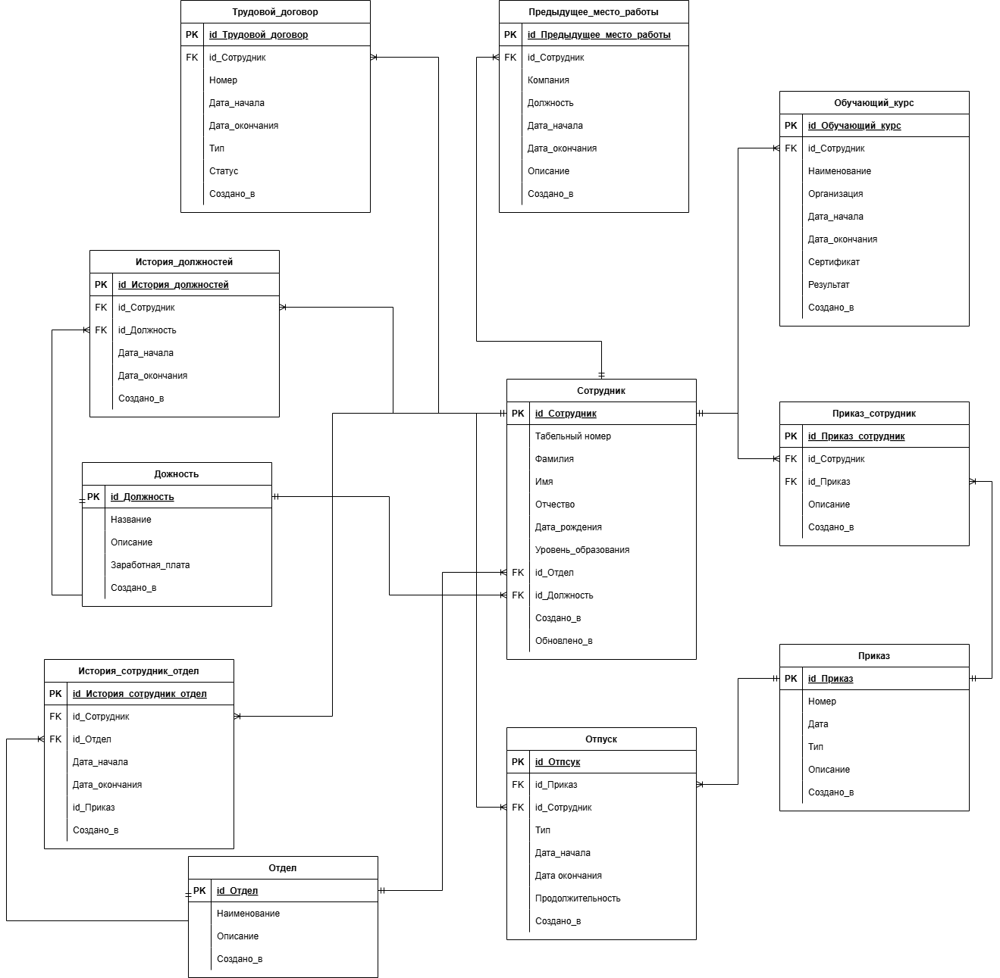 Трудовой_договор
PK id_Трудовой_договор
FK id_Сотрудник
Номер
Дата_начала
Дата_окончания
Тип
Статус
Создано_в
Предыдущее_место_работы
PK id_Предыдущее_место_работы
FK id_Сотрудник
Компания
Должность
Дата_начала
Дата_окончания
Описание
Создано_в
Обучающий_курс
PK id_Обучающий_курс
FK id_Сотрудник
Наименование
Организация
Дата_начала
Дата_окончания
Сертификат
Результат
Создано_в
История_должностей
PK id_История_должностей
FK id_Сотрудник
FK id_Должность
Дата_начала
Дата_окончания
Создано_в
Сотрудник
PK id_Сотрудник
Табельный номер
Фамилия
Имя
Отчество
Дата_рождения
Уровень_образования
FK id_Отдел
FK id_Должность
Создано_в
Обновлено_в
Приказ_сотрудник
PK id_Приказ_сотрудник
FK id_Сотрудник
FK id_Приказ
Описание
Создано_в
Дожность
PK id_Должность
Название
Описание
Заработная_плата
Создано_в
История_сотрудник_отдел
PK id_История_сотрудник_отдел
FK id_Сотрудник
FK id_Отдел
Дата_начала
Дата_окончания
id_Приказ
Создано_в
Приказ
PK id_Приказ
Номер
Дата
Тип
Описание
Создано_в
Отпуск
PK id_Отпсук
FK id_Приказ
FK id_Сотрудник
Тип
Дата_начала
Дата окончания
Продолжительность
Создано_в
Отдел
PK id_Отдел
Наименование
Описание
Создано_в